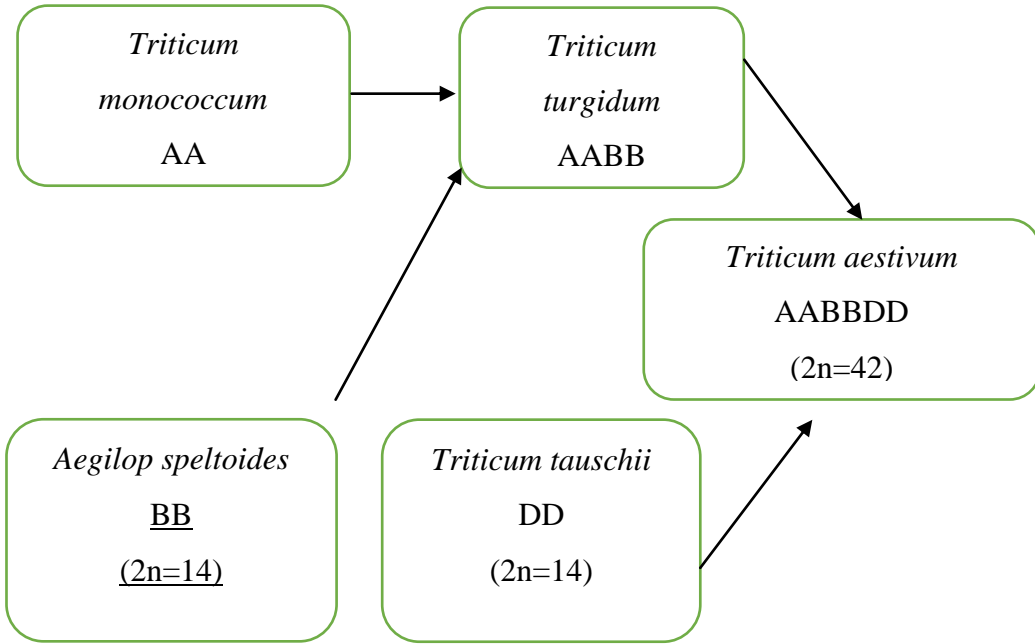 Triticum
monococcum
AA
Triticum
turgidum
AABB
Triticum aestivum
AABBDD
(2n=42)
Aegilop speltoides
BB
(2n=14)
Triticum tauschii
DD
(2n=14)